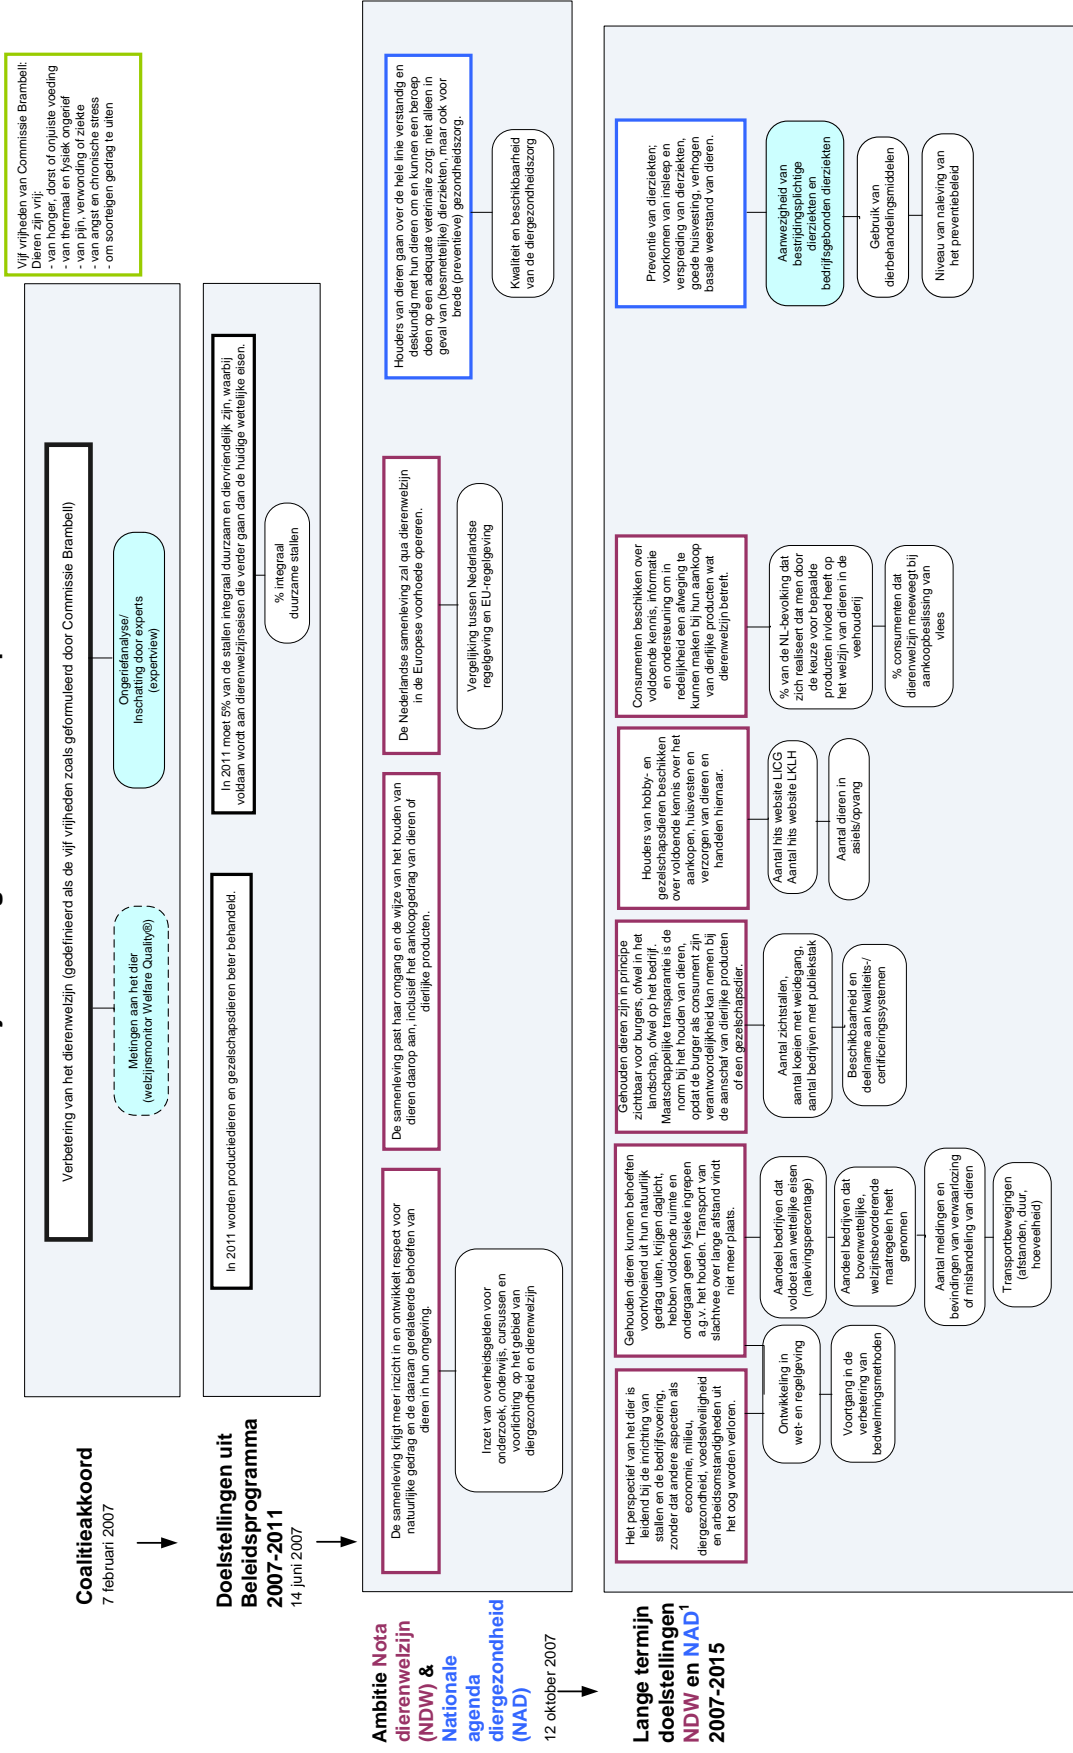 Vijf vrijheden van Commissie Brambell:
Dieren zijn vrij:
- van honger, dorst of onjuiste voeding
- van thermaal en fysiek ongerief
- van pijn, verwonding of ziekte
- van angst en chronische stress
- om soorteigen gedrag te uiten
Coalitieakkoord
7 februari 2007
Verbetering van het dierenwelzijn (gedefinieerd als de vijf vrijheden zoals geformuleerd door Commissie Brambell)
Metingen aan het dier
(welzijnsmonitor Welfare Quality®)
Ongeriefanalyse/
Inschatting door experts
(expertview)
Doelstellingen uit
Beleidsprogramma
2007-2011
14 juni 2007
In 2011 worden productiedieren en gezelschapsdieren beter behandeld.
In 2011 moet 5% van de stallen integraal duurzaam en diervriendelijk zijn, waarbij
voldaan wordt aan dierenwelzijnseisen die verder gaan dan de huidige wettelijke eisen.
% integraal
duurzame stallen
Ambitie Nota
dierenwelzijn
(NDW) &
Nationale
agenda
diergezondheid
(NAD)
12 oktober 2007
De samenleving krijgt meer inzicht in en ontwikkelt respect voor
natuurlijke gedrag en de daaraan gerelateerde behoeften van
dieren in hun omgeving.
Inzet van overheidsgelden voor
onderzoek, onderwijs, cursussen en
voorlichting op het gebied van
diergezondheid en dierenwelzijn
De samenleving past haar omgang en de wijze van het houden van
dieren daarop aan, inclusief het aankoopgedrag van dieren of
dierlijke producten.
De Nederlandse samenleving zal qua dierenwelzijn
in de Europese voorhoede opereren.
Vergelijking tussen Nederlandse
regelgeving en EU-regelgeving
Houders van dieren gaan over de hele linie verstandig en
deskundig met hun dieren om en kunnen een beroep
doen op een adequate veterinaire zorg; niet alleen in
geval van (besmettelijke) dierziekten, maar ook voor
brede (preventieve) gezondheidszorg.
Kwaliteit en beschikbaarheid
van de diergezondheidszorg
Lange termijn
doelstellingen
NDW en NAD¹
2007-2015
Het perspectief van het dier is
leidend bij de inrichting van
stallen en de bedrijfsvoering,
zonder dat andere aspecten als
economie, milieu,
diergezondheid, voedselveiligheid
en arbeidsomstandigheden uit
het oog worden verloren.
Ontwikkeling in
wet- en regelgeving
Voortgang in de
verbetering van
bedwelmingsmethoden
Gehouden dieren kunnen behoeften
voortvloeiend uit hun natuurlijk
gedrag uiten, krijgen daglicht,
hebben voldoende ruimte en
ondergaan geen fysieke ingrepen
a.g.v. het houden. Transport van
slachtvee over lange afstand vindt
niet meer plaats.
Aandeel bedrijven dat
voldoet aan wettelijke eisen
(nalevingspercentage)
Aandeel bedrijven dat
bovenwettelijke,
welzijnsbevorderende
maatregelen heeft
genomen
Aantal meldingen en
bevindingen van verwaarlozing
of mishandeling van dieren
Transportbewegingen
(afstanden, duur,
hoeveelheid)
Gehouden dieren zijn in principe
zichtbaar voor burgers, ofwel in het
landschap, ofwel op het bedrijf.
Maatschappelijke transparantie is de
norm bij het houden van dieren,
opdat de burger als consument zijn
verantwoordelijkheid kan nemen bij
de aanschaf van dierlijke producten
of een gezelschapsdier.
Aantal zichtstallen,
aantal koeien met weidegang,
aantal bedrijven met publiekstak
Beschikbaarheid en
deelname aan kwaliteits-/
certificeringssystemen
Houders van hobby- en
gezelschapsdieren beschikken
over voldoende kennis over het
aankopen, huisvesten en
verzorgen van dieren en
handelen hiernaar.
Aantal hits website LICG
Aantal hits website LKLH
Aantal dieren in
asiels/opvang
Consumenten beschikken over
voldoende kennis, informatie
en ondersteuning om in
redelijkheid een afweging te
kunnen maken bij hun aankoop
van dierlijke producten wat
dierenwelzijn betreft.
% van de NL-bevolking dat
zich realiseert dat men door
de keuze voor bepaalde
producten invloed heeft op
het welzijn van dieren in de
veehouderij
% consumenten dat
dierenwelzijn meeweegt bij
aankoopbeslissing van
vlees
Preventie van dierziekten;
voorkomen van insleep en
verspreiding van dierziekten,
goede huisvesting, verhogen
basale weerstand van dieren.
Aanwezigheid van
bestrijdingsplichtige
dierziekten en
bedrijfsgebonden dierziekten
Gebruik van
dierbehandelingsmiddelen
Niveau van naleving van
het preventiebeleid